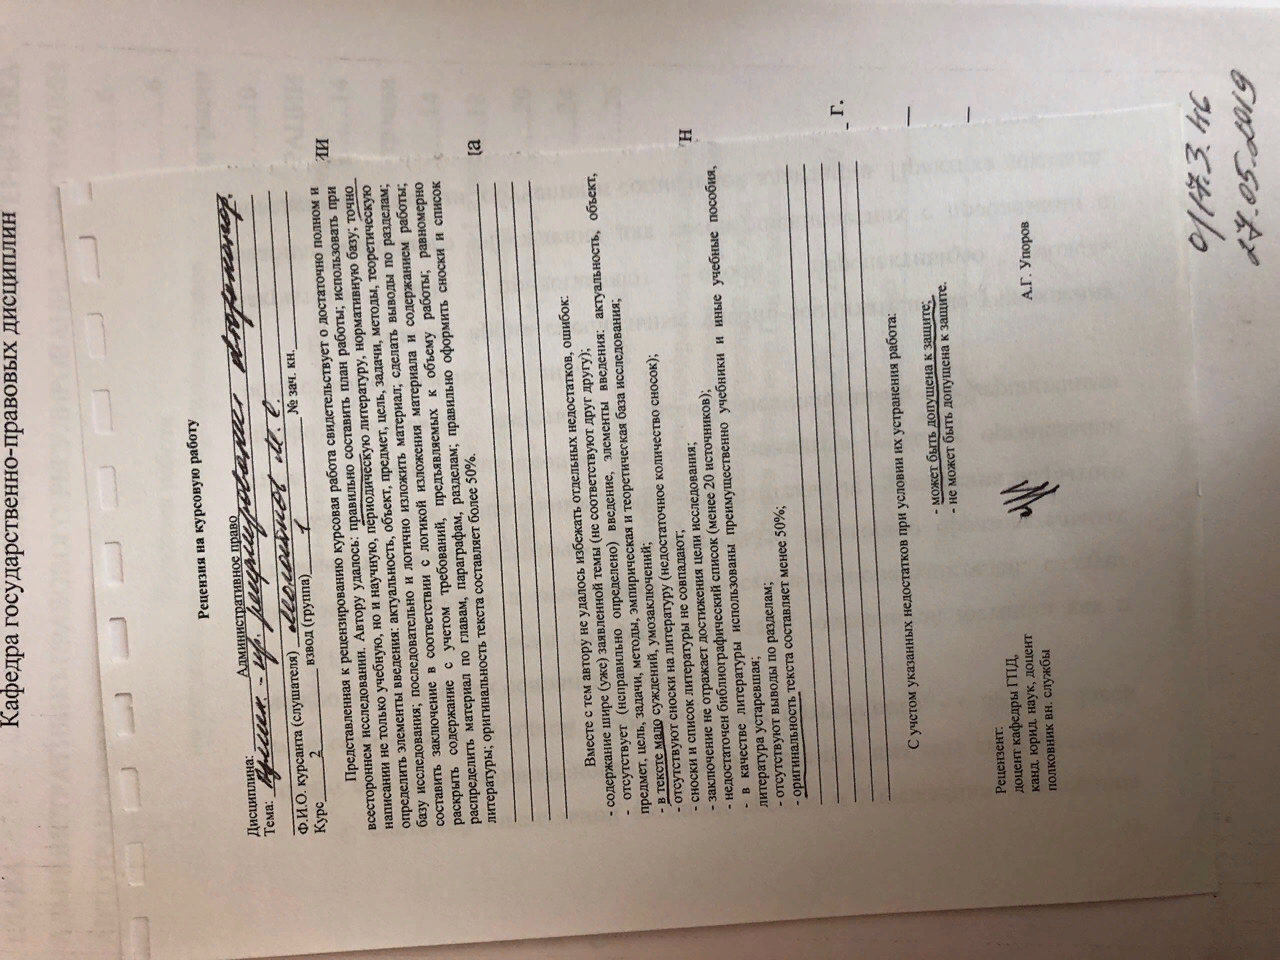 Кафедра государственно-правовых дисциплин
Рецензия на курсовую работу
Дисциплина: Административное право
Тема: - пр. регулирование
Ф.И.О. курсанта (слушателя) Молотов М. С.
Курс 2 взвод (группа) 1 № зач. кн.
Представленная к рецензированию курсовая работа свидетельствует о достаточно полном и
всестороннем исследовании. Автору удалось: правильно составить план работы; использовать при
написании не только учебную, но и научную, периодическую литературу, нормативную базу; точно
определить элементы введения: актуальность, объект, предмет, цель, задачи, методы, теоретическую
базу исследования; последовательно и логично изложить материал; сделать выводы по разделам;
составить заключение в соответствии с логикой изложения материала и содержанием работы;
раскрыть содержание с учетом требований, предъявляемых к объему работы; равномерно
распределить материал по главам, параграфам, разделам; правильно оформить сноски и список
литературы; оригинальность текста составляет более 50%.
Вместе с тем автору не удалось избежать отдельных недостатков, ошибок:
- содержание шире (уже) заявленной темы (не соответствуют друг другу);
- отсутствует (неправильно определено) введение, элементы введения: актуальность, объект,
предмет, цель, задачи, методы, эмпирическая и теоретическая база исследования;
- в тексте мало суждений, умозаключений;
- отсутствуют сноски на литературу (недостаточное количество сносок);
- сноски и список литературы не совпадают;
- заключение не отражает достижения цели исследования;
- недостаточен библиографический список (менее 20 источников);
- в качестве литературы использованы преимущественно учебники и иные учебные пособия,
литература устаревшая;
- отсутствуют выводы по разделам;
- оригинальность текста составляет менее 50%;
С учетом указанных недостатков при условии их устранения работа:
- может быть допущена к защите;
- не может быть допущена к защите.
Рецензент:
доцент кафедры ГПД,
канд. юрид. наук, доцент
полковник вн. службы А.Г. Упоров
ИИ
ца
г.
27.05.2019